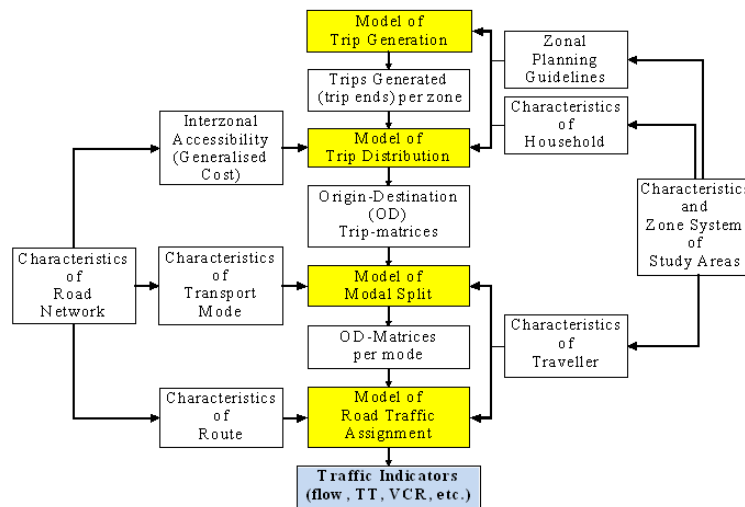 Model of
Trip Generation
Zonal
Planning
Guidelines
Trips Generated
(trip ends) per zone
Interzonal
Accessibility
(Generalised
Cost)
Characteristics
of
Household
Model of
Trip Distribution
Origin-Destination
(OD)
Trip-matrices
Characteristics
and
Zone System
of
Study Areas
Characteristics
of
Road
Network
Characteristics
of
Transport
Mode
Model of
Modal Split
OD-Matrices
per mode
Characteristics
of
Traveller
Characteristics
of
Route
Model of
Road Traffic
Assignment
Traffic Indicators
(flow, TT, VCR, etc.)